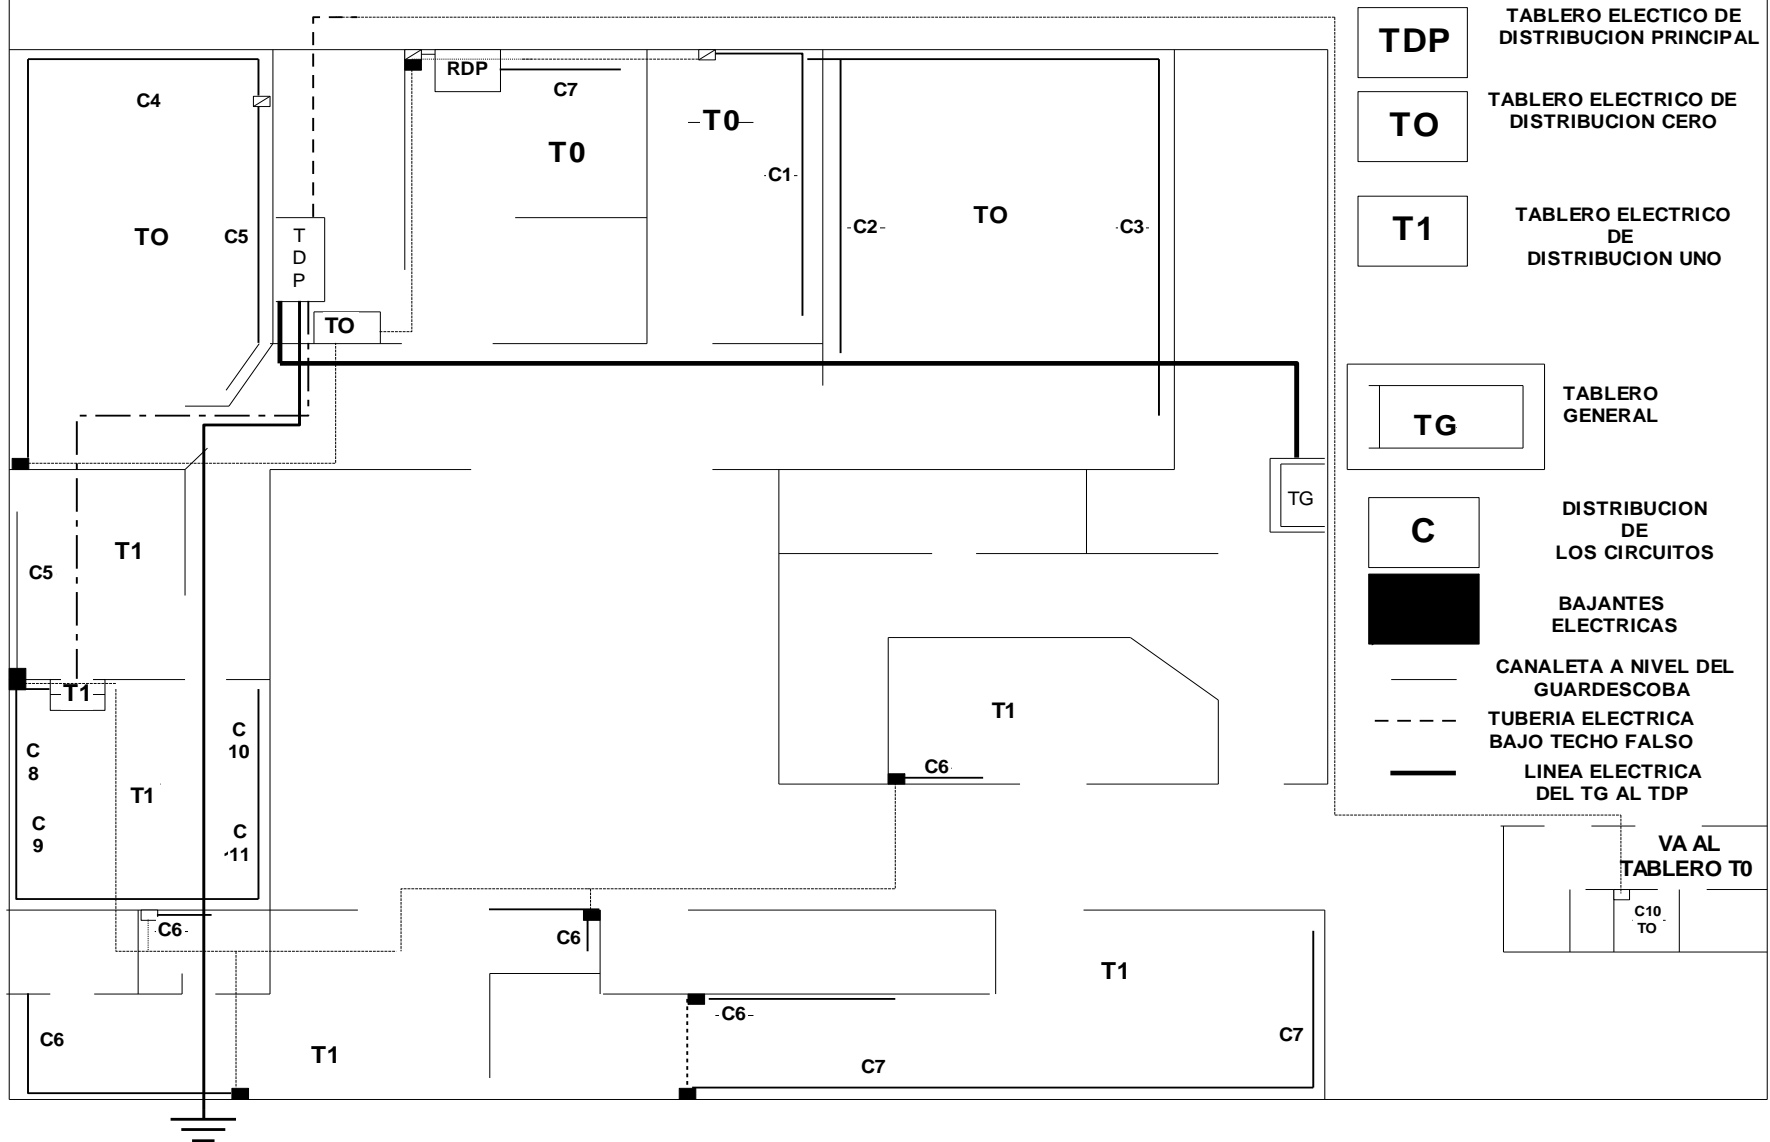 TDP
TABLERO ELÉCTICO DE
DISTRIBUCION PRINCIPAL
TO
TABLERO ELECTRICO DE
DISTRIBUCION CERO
T1
TABLERO ELECTRICO
DE
DISTRIBUCION UNO
TG
TABLERO
GENERAL
C
DISTRIBUCION
DE
LOS CIRCUITOS
BAJANTES
ELECTRICAS
CANALETA A NIVEL DEL
GUARDESCOBA
TUBERIA ELECTRICA
BAJO TECHO FALSO
LINEA ELECTRICA
DEL TG AL TDP
VA AL
TABLERO T0
C10
TO
C4
TO
C5
T
D
P
TO
RDP
C7
T0
T0
C1
C2
TO
C3
TG
C5
T1
T1
C
8
C
9
T1
C
10
C
11
T1
C6
C6
C6
C6
T1
C6
C7
T1
C7